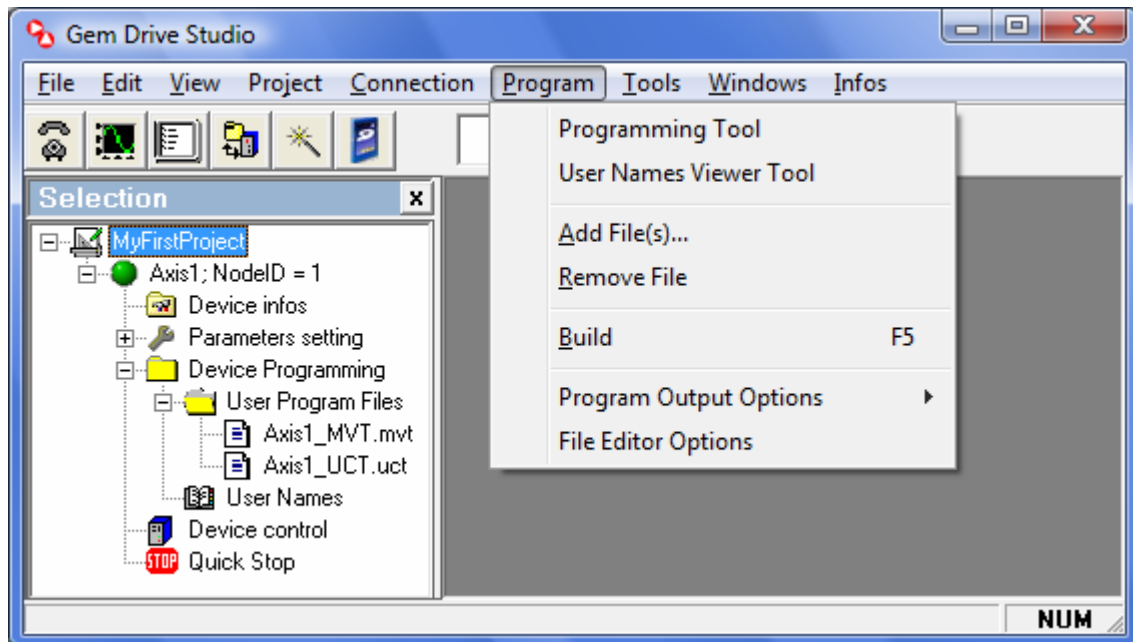 Gem Drive Studio
File Edit View Project Connection Program Tools Windows Infos
Programming Tool
User Names Viewer Tool
Add File(s)...
Remove File
Build F5
Program Output Options
File Editor Options
Selection
MyFirstProject
Axis1; NodeID = 1
Device infos
Parameters setting
Device Programming
User Program Files
Axis1_MVT.mvt
Axis1_UCT.uct
User Names
Device control
STOP Quick Stop
NUM